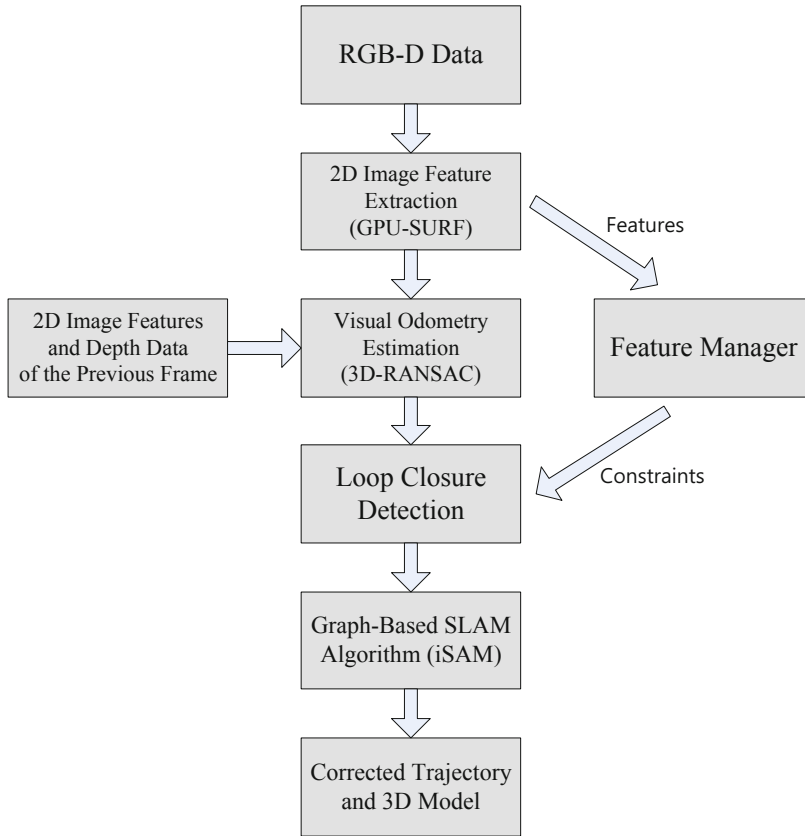 RGB-D Data
2D Image Feature
Extraction
(GPU-SURF)
Features
2D Image Features
and Depth Data
of the Previous Frame
Visual Odometry
Estimation
(3D-RANSAC)
Feature Manager
Loop Closure
Detection
Constraints
Graph-Based SLAM
Algorithm (iSAM)
Corrected Trajectory
and 3D Model